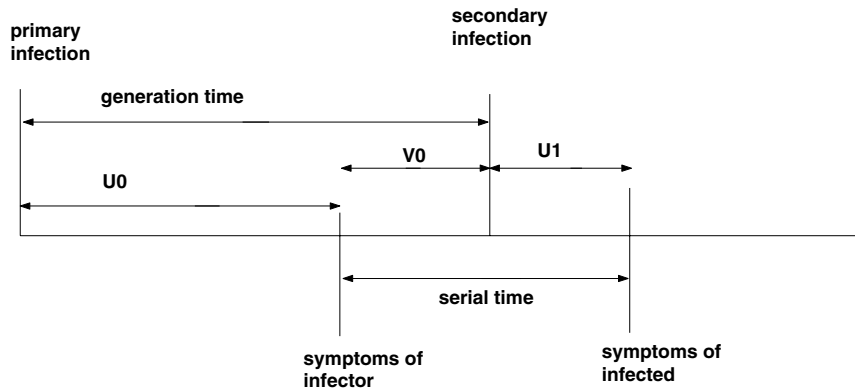 primary
infection
secondary
infection
generation time
V0
U1
U0
serial time
symptoms of
infector
symptoms of
infected